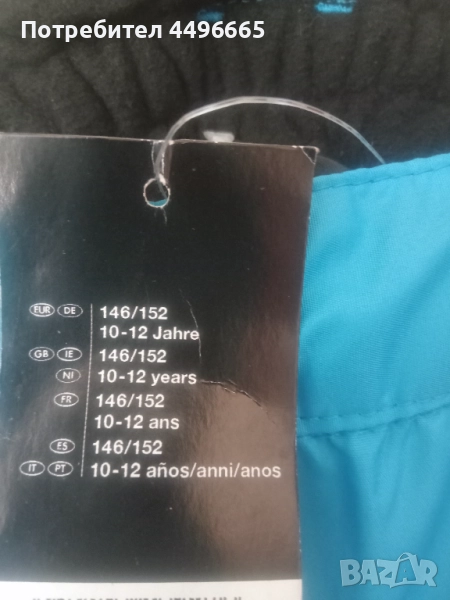 Потребител 4496665
EUR DE 146/152
10-12 Jahre
GB IE 146/152
NI 10-12 years
FR 146/152
10-12 ans
ES 146/152
IT PT 10-12 años/anni/anos
BAZAR